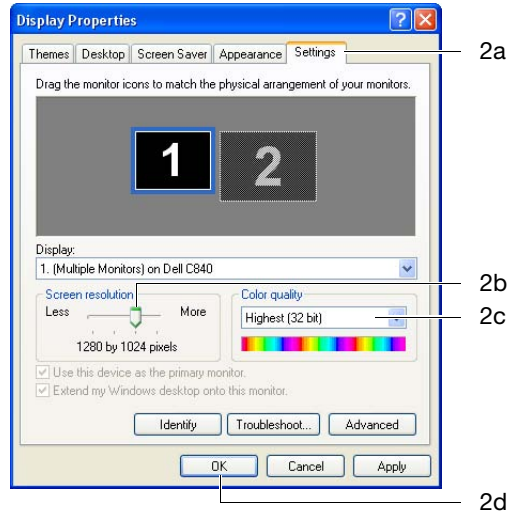 Display Properties
Themes Desktop Screen Saver Appearance Settings 2a
Drag the monitor icons to match the physical arrangement of your monitors.
1 2
Display:
1. (Multiple Monitors) on Dell C840
2b
Screen resolution Color quality
Less More Highest (32 bit) 2c
1280 by 1024 pixels
Use this device as the primary monitor.
Extend my Windows desktop onto this monitor.
Identify Troubleshoot... Advanced
OK Cancel Apply
2d